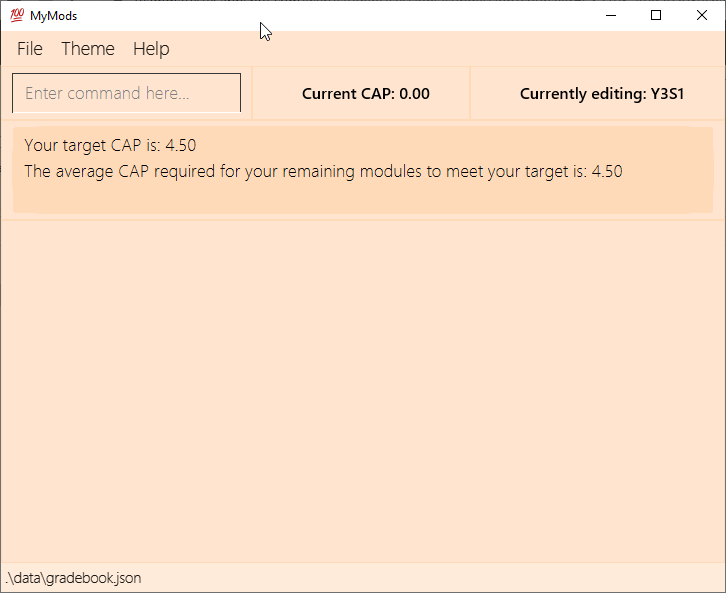 100 MyMods
File Theme Help
Enter command here... Current CAP: 0.00 Currently editing: Y3S1
Your target CAP is: 4.50
The average CAP required for your remaining modules to meet your target is: 4.50
.\data\gradebook.json